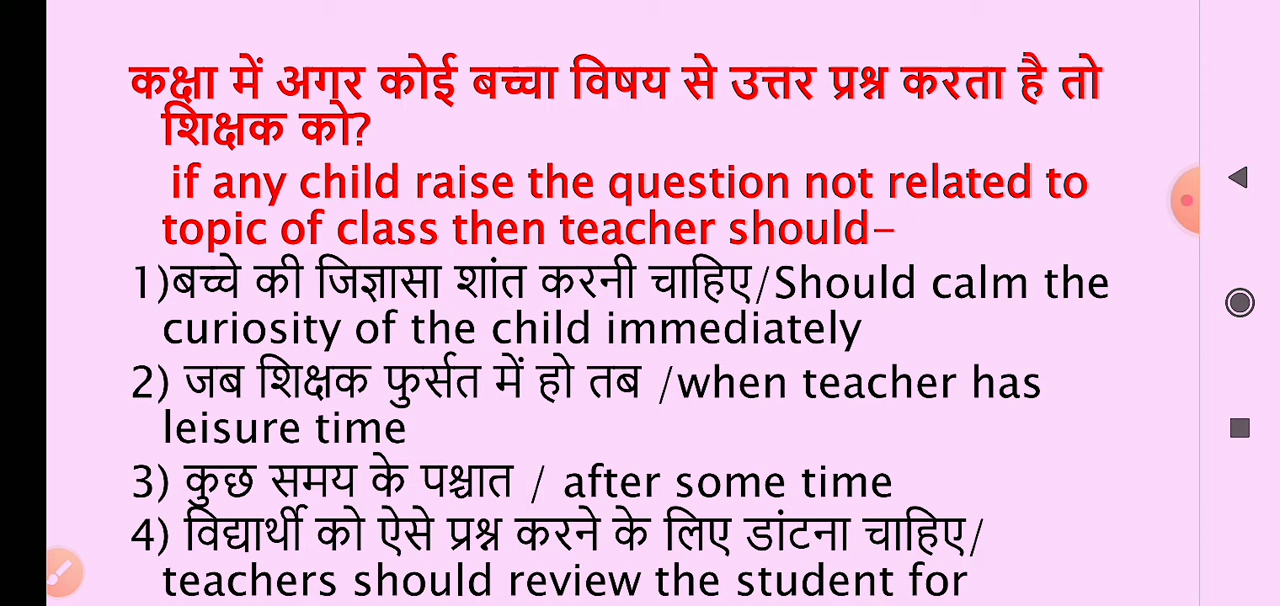 कक्षा में अगर कोई बच्चा विषय से उत्तर प्रश्न करता है तो
शिक्षक को?
if any child raise the question not related to
topic of class then teacher should-
1)बच्चे की जिज्ञासा शांत करनी चाहिए/Should calm the
curiosity of the child immediately
2) जब शिक्षक फुर्सत में हो तब /when teacher has
leisure time
3) कुछ समय के पश्चात / after some time
4) विद्यार्थी को ऐसे प्रश्न करने के लिए डांटना चाहिए/
teachers should review the student for